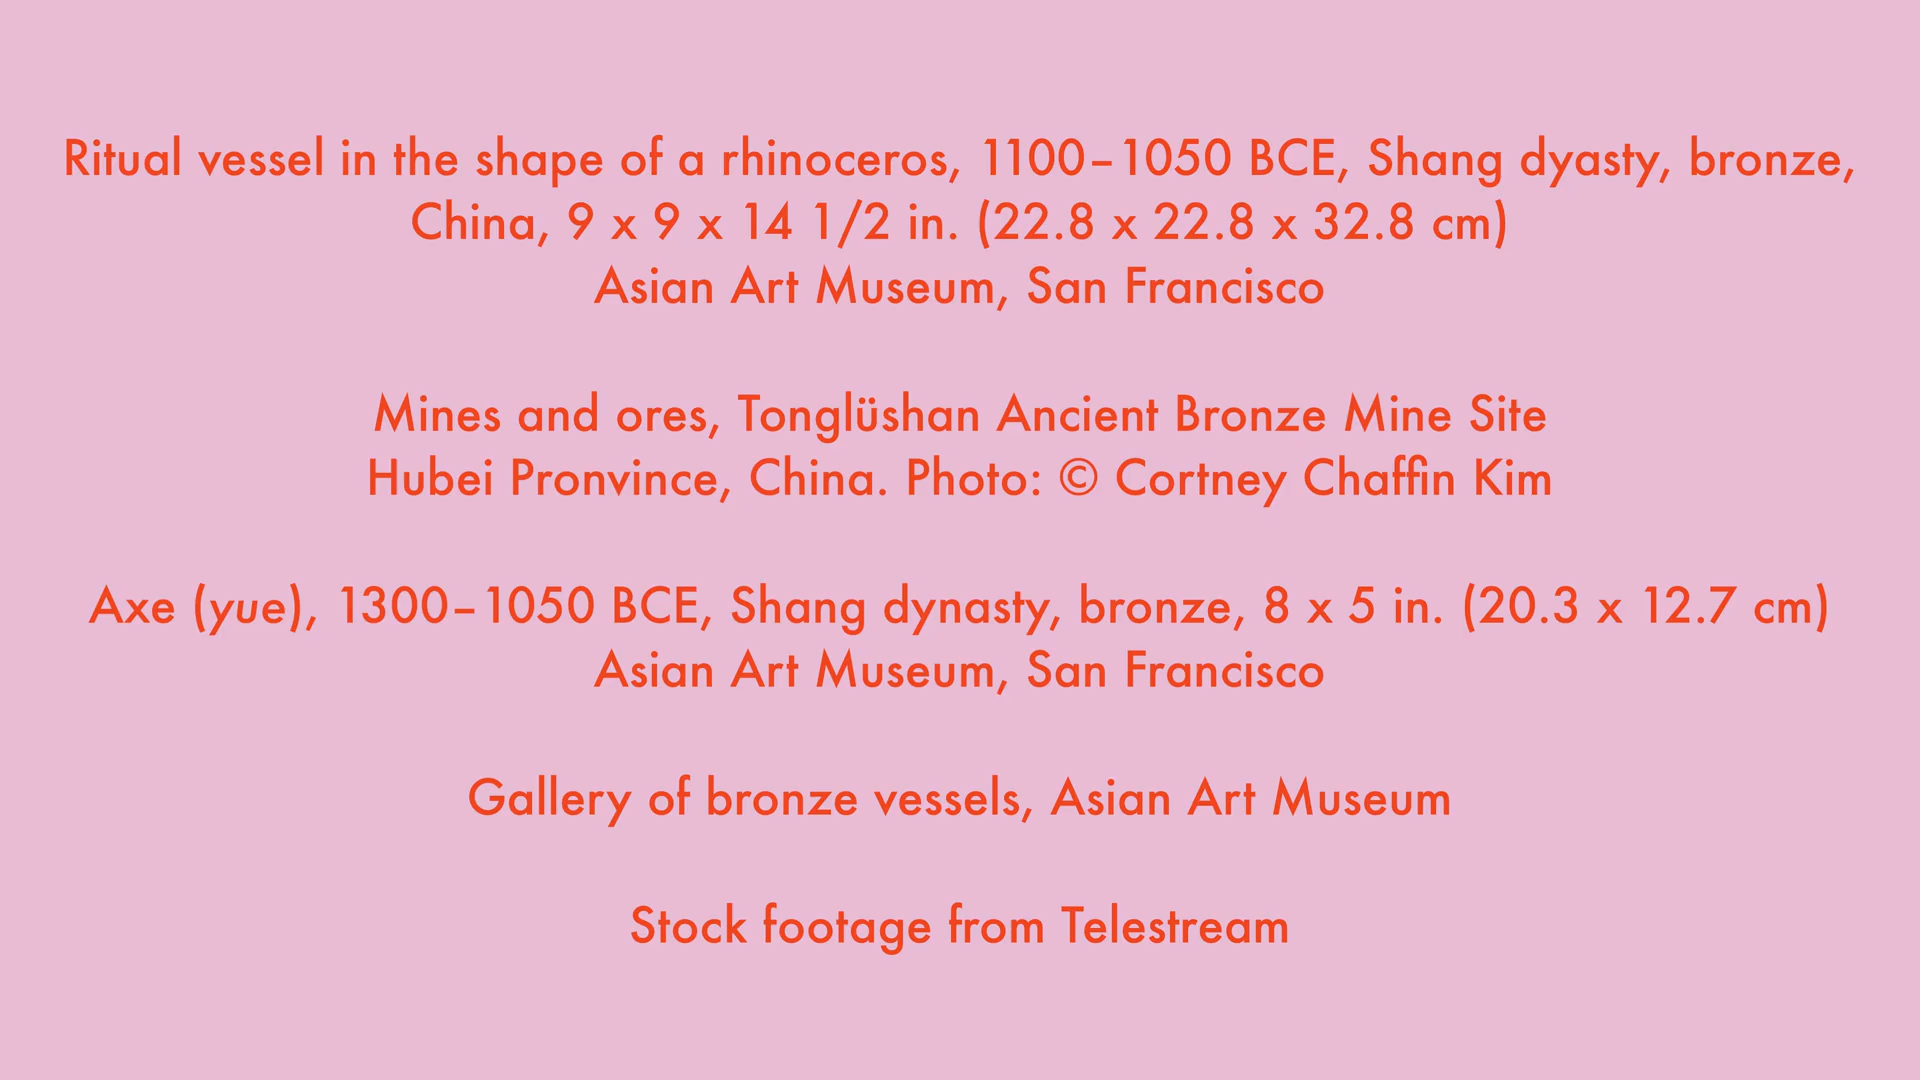 Ritual vessel in the shape of a rhinoceros, 1100–1050 BCE, Shang dyasty, bronze,
China, 9 x 9 x 14 1/2 in. (22.8 x 22.8 x 32.8 cm)
Asian Art Museum, San Francisco
Mines and ores, Tonglüshan Ancient Bronze Mine Site
Hubei Pronvince, China. Photo: © Cortney Chaffin Kim
Axe (yue), 1300–1050 BCE, Shang dynasty, bronze, 8 x 5 in. (20.3 x 12.7 cm)
Asian Art Museum, San Francisco
Gallery of bronze vessels, Asian Art Museum
Stock footage from Telestream